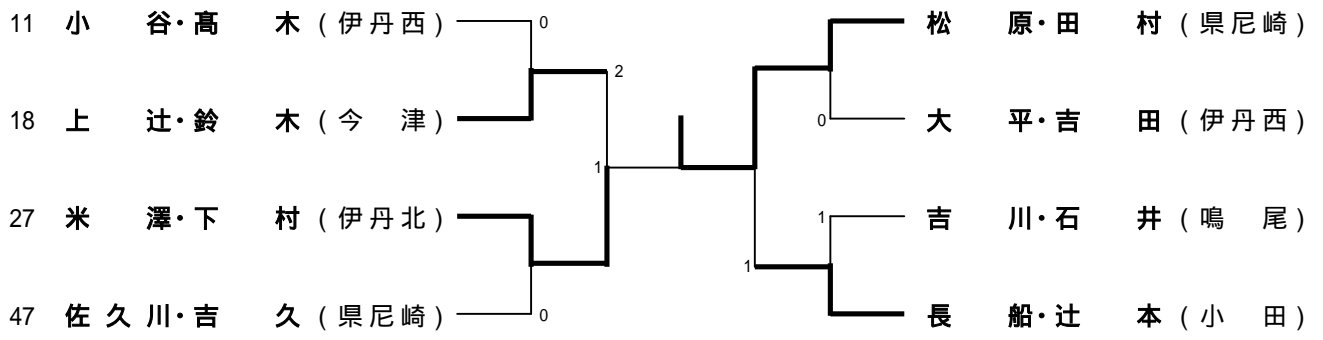 11 小 谷・髙 木 ( 伊 丹 西 ) 0 松 原・田 村 ( 県 尼 崎 )
2
18 上 辻・鈴 木 ( 今 津 ) 0 大 平・吉 田 ( 伊 丹 西 )
1
27 米 澤・下 村 ( 伊 丹 北 ) 1 吉 川・石 井 ( 鳴 尾 )
1
47 佐 久 川・吉 久 ( 県 尼 崎 ) 0 長 船・辻 本 ( 小 田 )